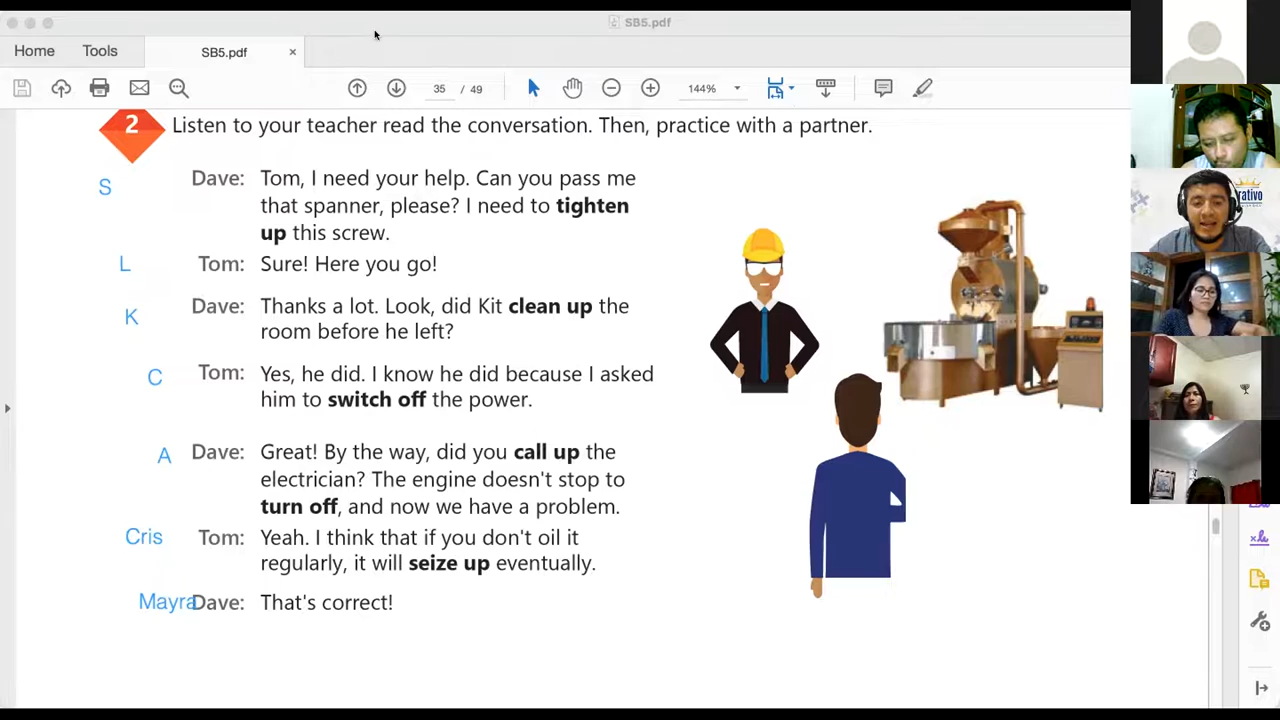 SB5.pdf
Home
Tools
SB5.pdf
×
35 / 49
144%
2 Listen to your teacher read the conversation. Then, practice with a partner.
S Dave: Tom, I need your help. Can you pass me
that spanner, please? I need to tighten
up this screw.
L Tom: Sure! Here you go!
K Dave: Thanks a lot. Look, did Kit clean up the
room before he left?
C Tom: Yes, he did. I know he did because I asked
him to switch off the power.
A Dave: Great! By the way, did you call up the
electrician? The engine doesn't stop to
turn off, and now we have a problem.
Cris Tom: Yeah. I think that if you don't oil it
regularly, it will seize up eventually.
Mayra Dave: That's correct!
rativo